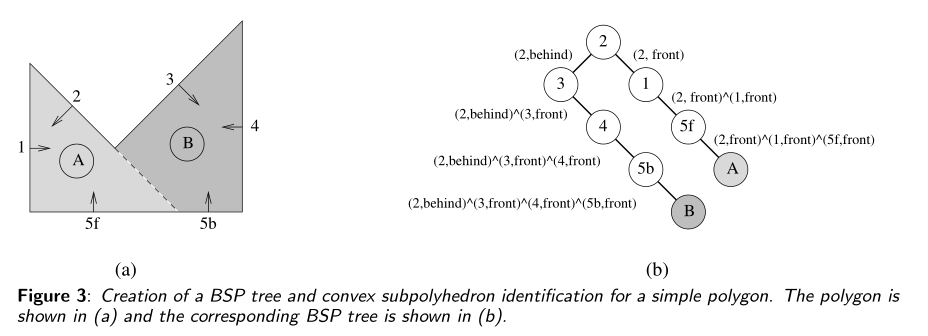 2
3
4
1
A
B
5f
5b
(a)
2
(2,behind)
(2, front)
3
1
(2, front)^(1,front)
(2,behind)^(3,front)
4
5f
(2,front)^(1,front)^(5f,front)
(2,behind)^(3,front)^(4,front)
5b
A
(2,behind)^(3,front)^(4,front)^(5b,front)
B
(b)
Figure 3: Creation of a BSP tree and convex subpolyhedron identification for a simple polygon. The polygon is
shown in (a) and the corresponding BSP tree is shown in (b).